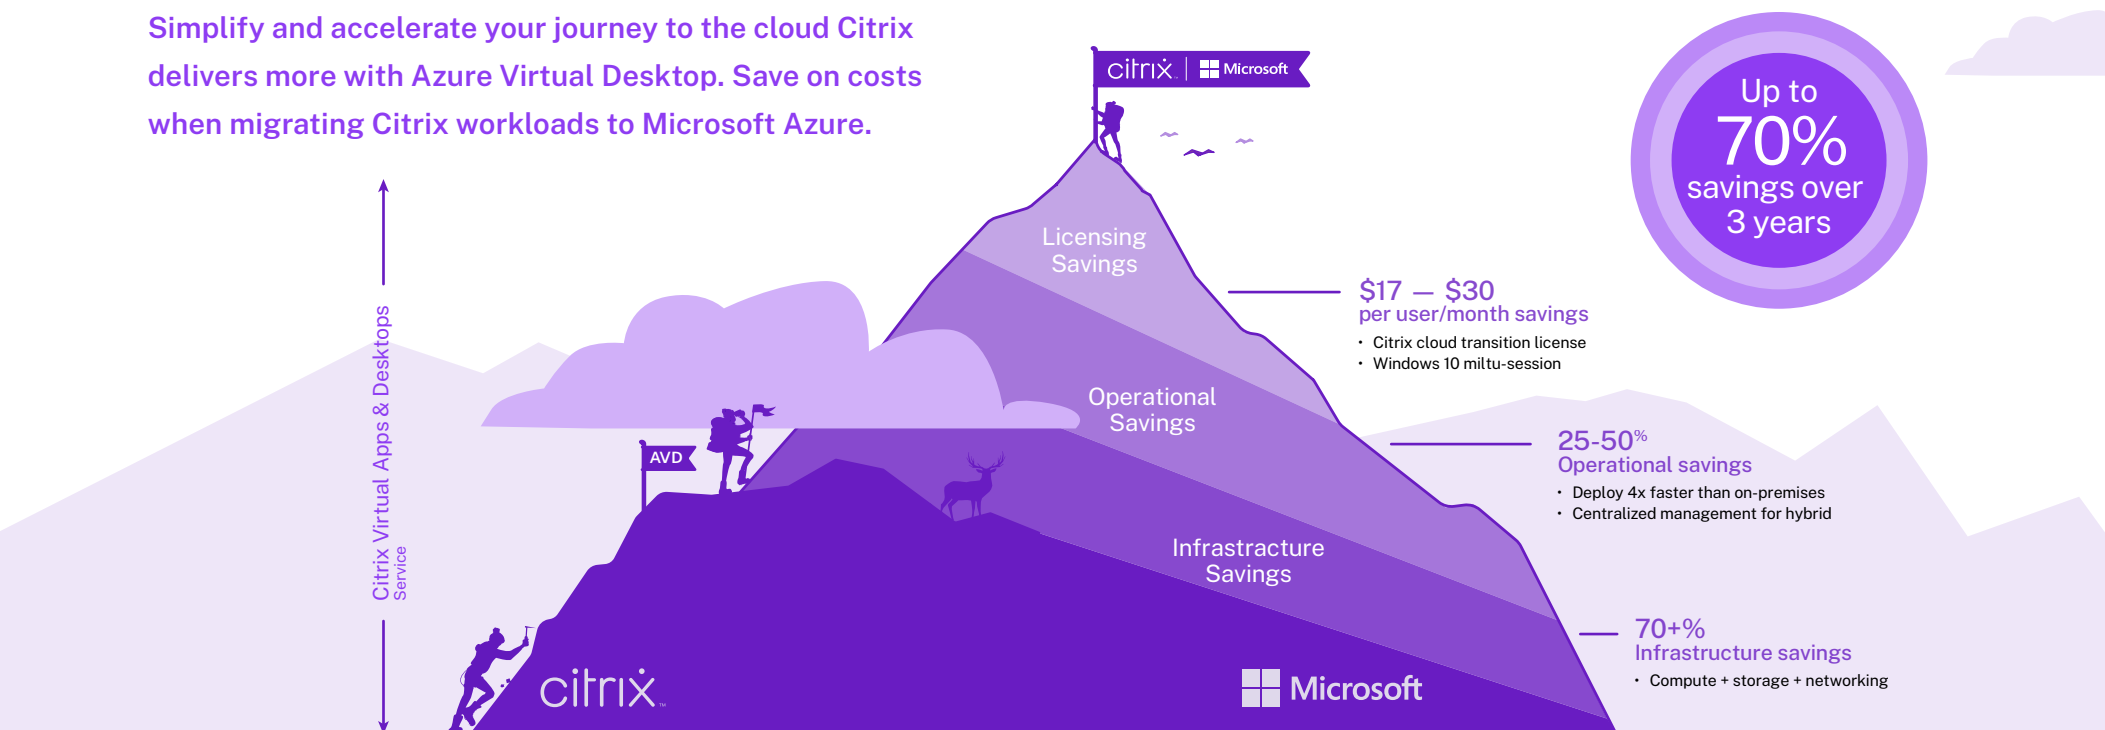 Simplify and accelerate your journey to the cloud Citrix
delivers more with Azure Virtual Desktop. Save on costs
when migrating Citrix workloads to Microsoft Azure.
citrix | Microsoft
Up to
70%
savings over
3 years
Licensing
Savings
$17 — $30
per user/month savings
• Citrix cloud transition license
• Windows 10 miltu-session
Citrix Virtual Apps & Desktops
Service
Operational
Savings
AVD
25-50%
Operational savings
• Deploy 4x faster than on-premises
• Centralized management for hybrid
Infrastracture
Savings
70+%
Infrastructure savings
• Compute + storage + networking
citrix™
Microsoft